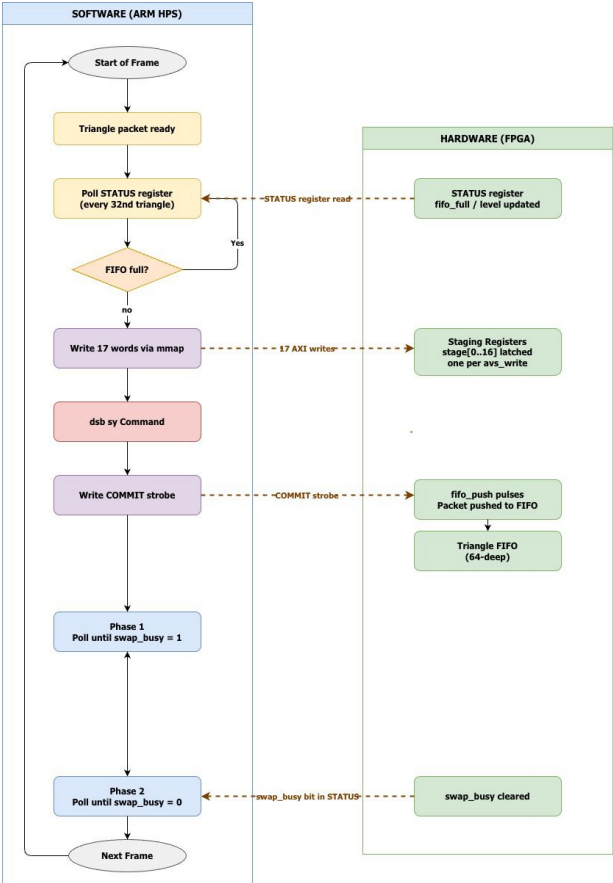 SOFTWARE (ARM HPS)
Start of Frame
Triangle packet ready
HARDWARE (FPGA)
Poll STATUS register
(every 32nd triangle)
STATUS register read
STATUS register
fifo_full / level updated
Yes
FIFO full?
no
Write 17 words via mmap
17 AXI writes
Staging Registers
stage[0..16] latched
one per avs_write
dsb sy Command
Write COMMIT strobe
COMMIT strobe
fifo_push pulses
Packet pushed to FIFO
Triangle FIFO
(64-deep)
Phase 1
Poll until swap_busy = 1
Phase 2
Poll until swap_busy = 0
swap_busy bit in STATUS
swap_busy cleared
Next Frame